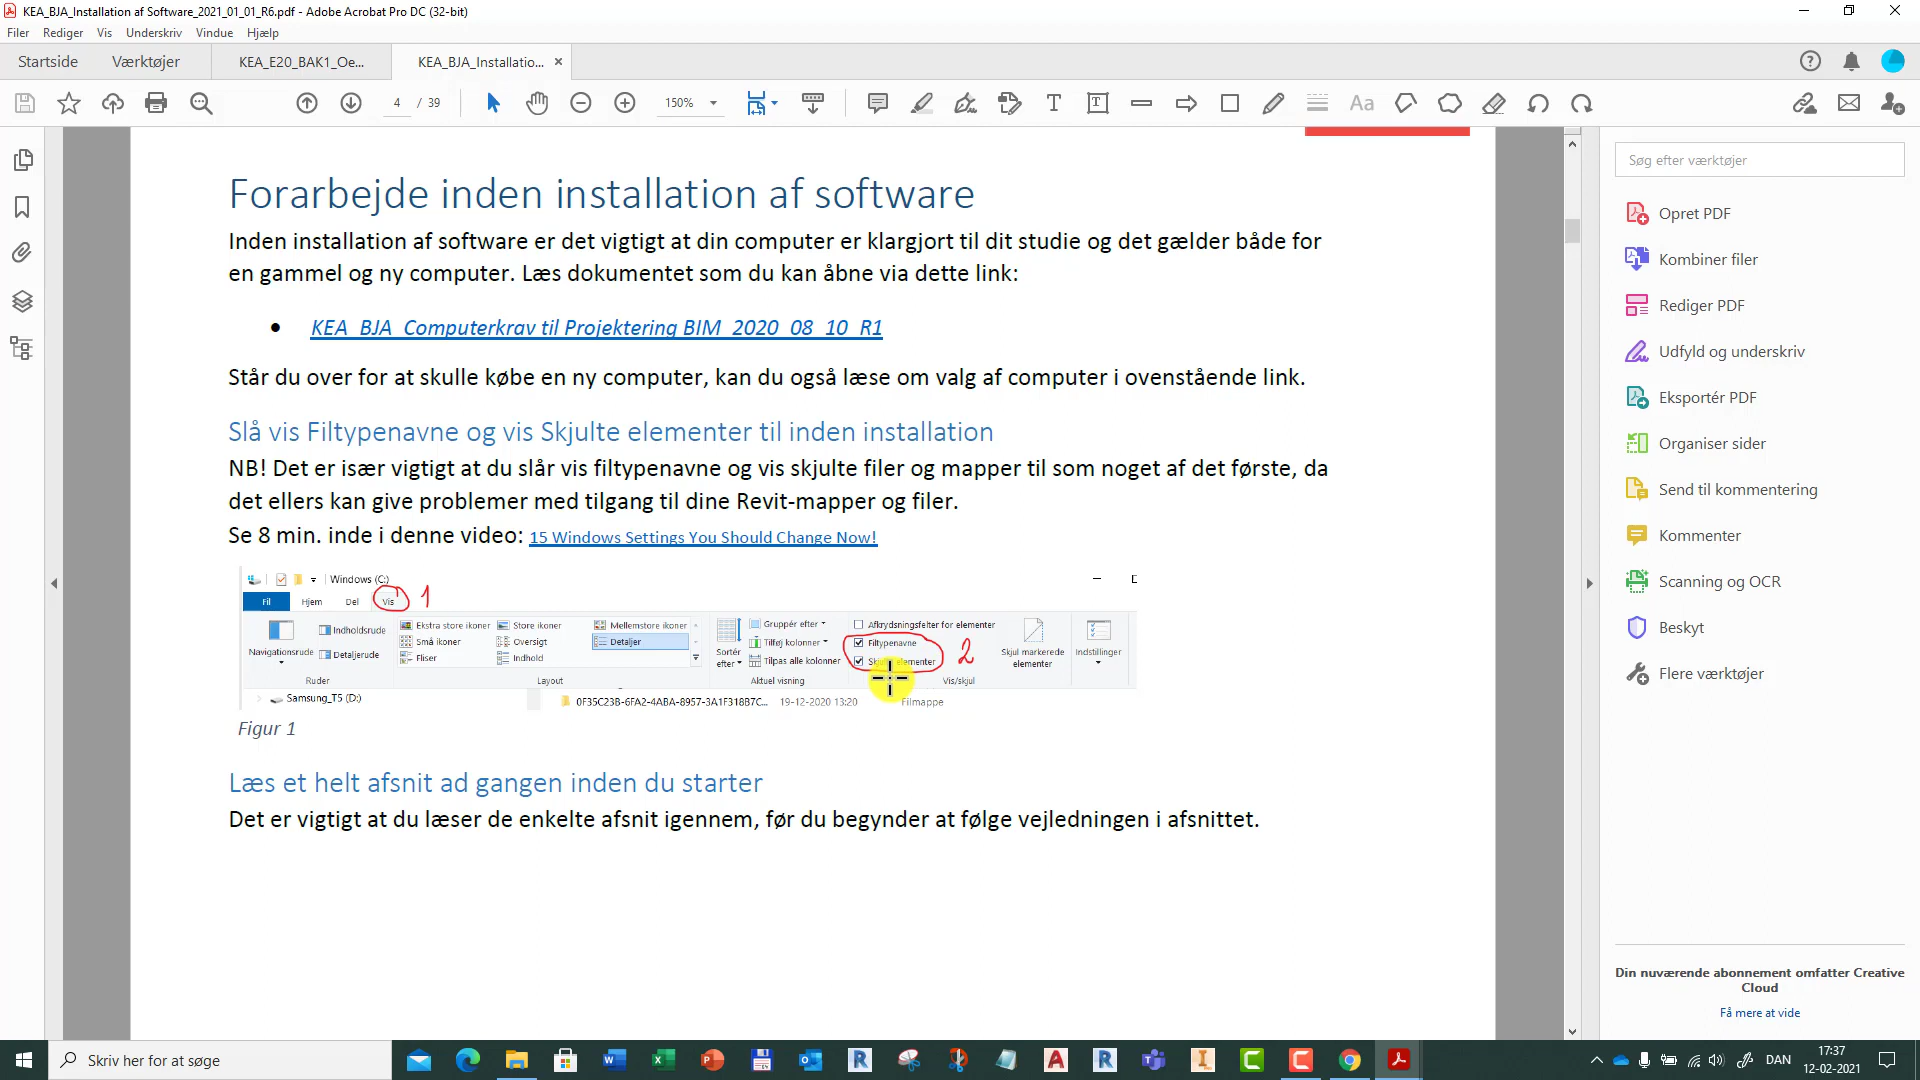 KEA_BJA_Installation af Software_2021_01_01_R6.pdf - Adobe Acrobat Pro DC (32-bit)
Filer Rediger Vis Underskriv Vindue Hjælp
Startside Værktøjer KEA_E20_BAK1_Oe... KEA_BJA_Installatio...
4 / 39 150%
Søg efter værktøjer
Opret PDF
Kombiner filer
Rediger PDF
Udfyld og underskriv
Eksportér PDF
Organiser sider
Send til kommentering
Kommenter
Scanning og OCR
Beskyt
Flere værktøjer
Din nuværende abonnement omfatter Creative
Cloud
Få mere at vide
Forarbejde inden installation af software
Inden installation af software er det vigtigt at din computer er klargjort til dit studie og det gælder både for
en gammel og ny computer. Læs dokumentet som du kan åbne via dette link:
• KEA_BJA_Computerkrav til Projektering BIM_2020_08_10_R1
Står du over for at skulle købe en ny computer, kan du også læse om valg af computer i ovenstående link.
Slå vis Filtypenavne og vis Skjulte elementer til inden installation
NB! Det er især vigtigt at du slår vis filtypenavne og vis skjulte filer og mapper til som noget af det første, da
det ellers kan give problemer med tilgang til dine Revit-mapper og filer.
Se 8 min. inde i denne video: 15 Windows Settings You Should Change Now!
Windows (C:)
Fil Hjem Del Vis 1
Navigationsrude
Indholdsrude
Detaljerude
Ruder
Ekstra store ikoner Store ikoner Mellemstore ikoner
Små ikoner Oversigt Detaljer
Fliser Indhold
Layout
Sortér
efter
Gruppér efter
Tilføj kolonner
Tilpas alle kolonner
Aktuel visning
Afkrydsningsfelter for elementer
Filtypenavne
elementer
2
Skjul markerede
elementer
Vis/skjul
Indstillinger
Samsung_T5 (D:) 0F35C23B-6FA2-4ABA-8957-3A1F318B7C... 19-12-2020 13:20 Filmappe
Figur 1
Læs et helt afsnit ad gangen inden du starter
Det er vigtigt at du læser de enkelte afsnit igennem, før du begynder at følge vejledningen i afsnittet.
Skriv her for at søge
DAN
17:37
12-02-2021